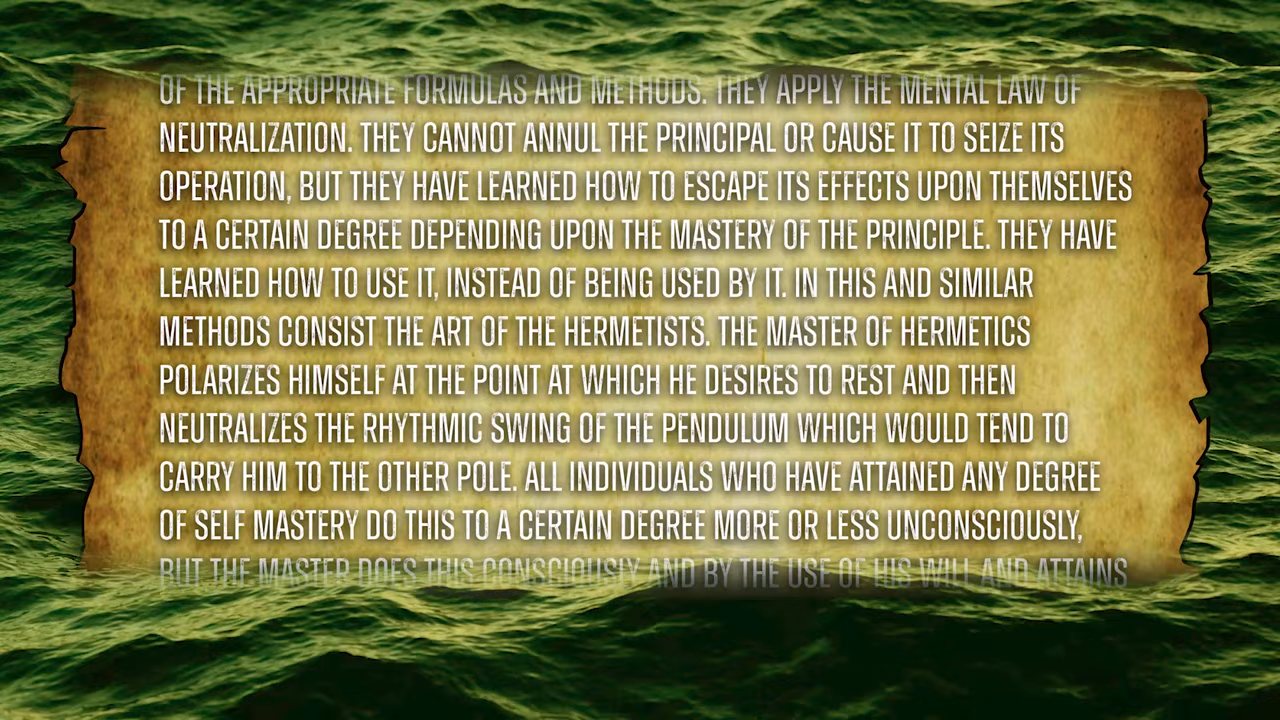 OF THE APPROPRIATE FORMULAS AND METHODS. THEY APPLY THE MENTAL LAW OF
NEUTRALIZATION. THEY CANNOT ANNUL THE PRINCIPAL OR CAUSE IT TO SEIZE ITS
OPERATION, BUT THEY HAVE LEARNED HOW TO ESCAPE ITS EFFECTS UPON THEMSELVES
TO A CERTAIN DEGREE DEPENDING UPON THE MASTERY OF THE PRINCIPLE. THEY HAVE
LEARNED HOW TO USE IT, INSTEAD OF BEING USED BY IT. IN THIS AND SIMILAR
METHODS CONSIST THE ART OF THE HERMETISTS. THE MASTER OF HERMETICS
POLARIZES HIMSELF AT THE POINT AT WHICH HE DESIRES TO REST AND THEN
NEUTRALIZES THE RHYTHMIC SWING OF THE PENDULUM WHICH WOULD TEND TO
CARRY HIM TO THE OTHER POLE. ALL INDIVIDUALS WHO HAVE ATTAINED ANY DEGREE
OF SELF MASTERY DO THIS TO A CERTAIN DEGREE MORE OR LESS UNCONSCIOUSLY,
BUT THE MASTER DOES THIS CONSCIOUSLY AND BY THE USE OF HIS WILL AND ATTAINS